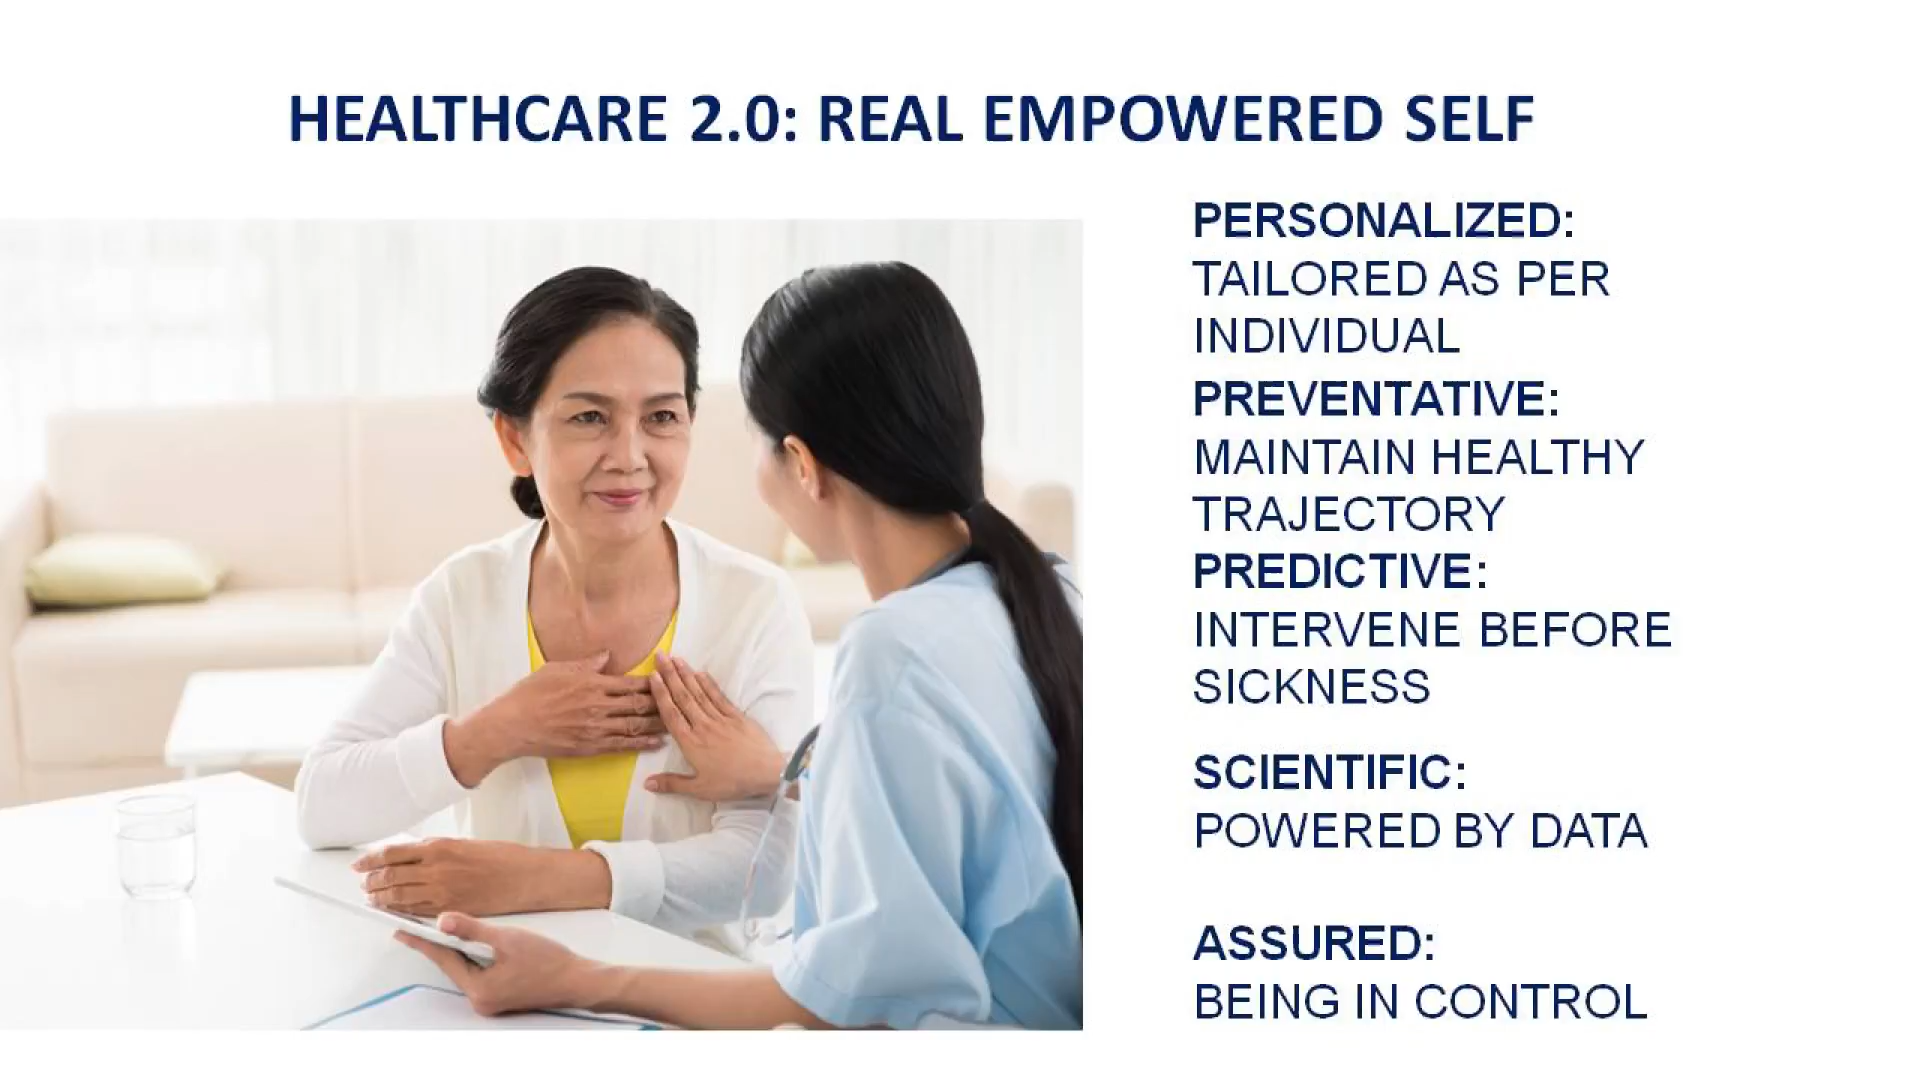 HEALTHCARE 2.0: REAL EMPOWERED SELF
PERSONALIZED:
TAILORED AS PER
INDIVIDUAL
PREVENTATIVE:
MAINTAIN HEALTHY
TRAJECTORY
PREDICTIVE:
INTERVENE BEFORE
SICKNESS
SCIENTIFIC:
POWERED BY DATA
ASSURED:
BEING IN CONTROL